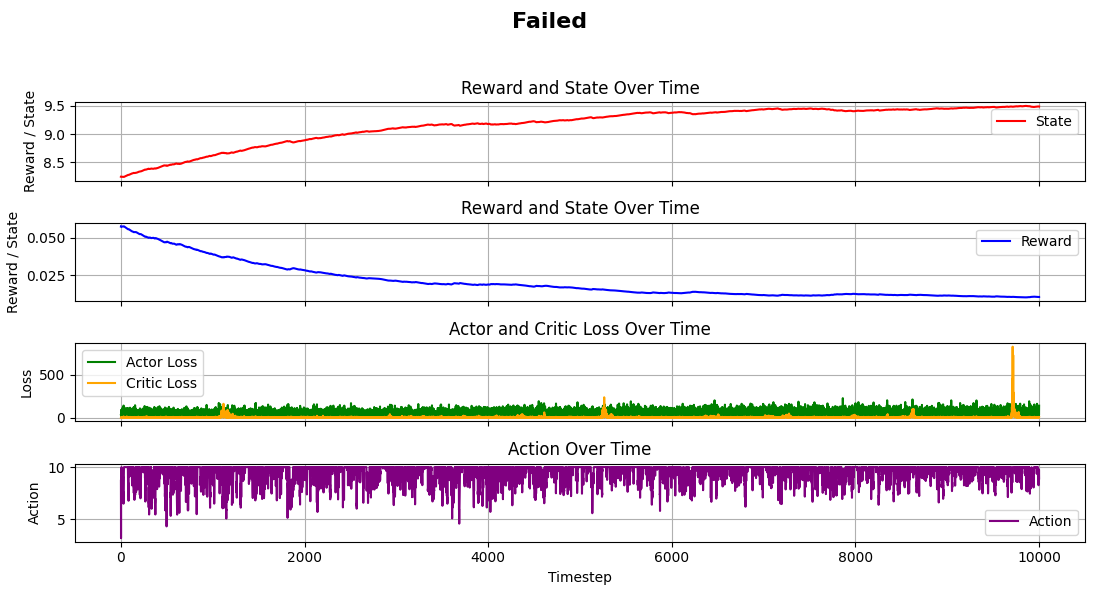 Failed
Reward and State Over Time
Reward / State
9.5
9.0
8.5
State
Reward and State Over Time
Reward / State
0.050
0.025
Reward
Actor and Critic Loss Over Time
Loss
500
0
Actor Loss
Critic Loss
Action Over Time
Action
10
5
Action
0 2000 4000 6000 8000 10000
Timestep